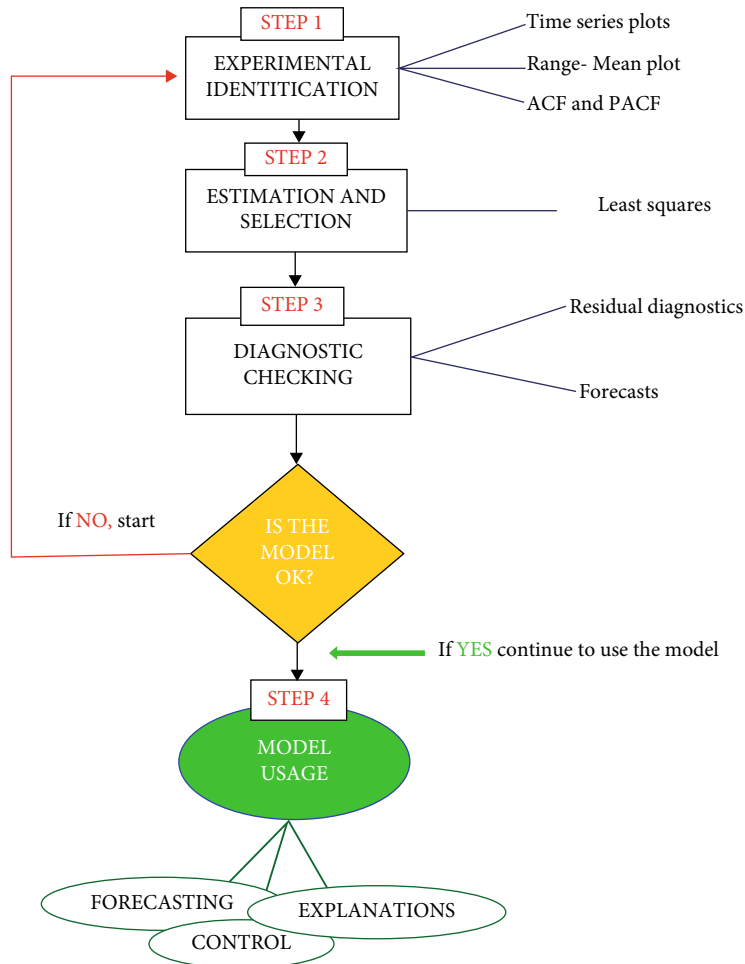 STEP 1
EXPERIMENTAL
IDENTITICATION
Time series plots
Range- Mean plot
ACF and PACF
STEP 2
ESTIMATION AND
SELECTION
Least squares
STEP 3
DIAGNOSTIC
CHECKING
Residual diagnostics
Forecasts
If NO, start
IS THE
MODEL
OK?
If YES continue to use the model
STEP 4
MODEL
USAGE
FORECASTING
EXPLANATIONS
CONTROL